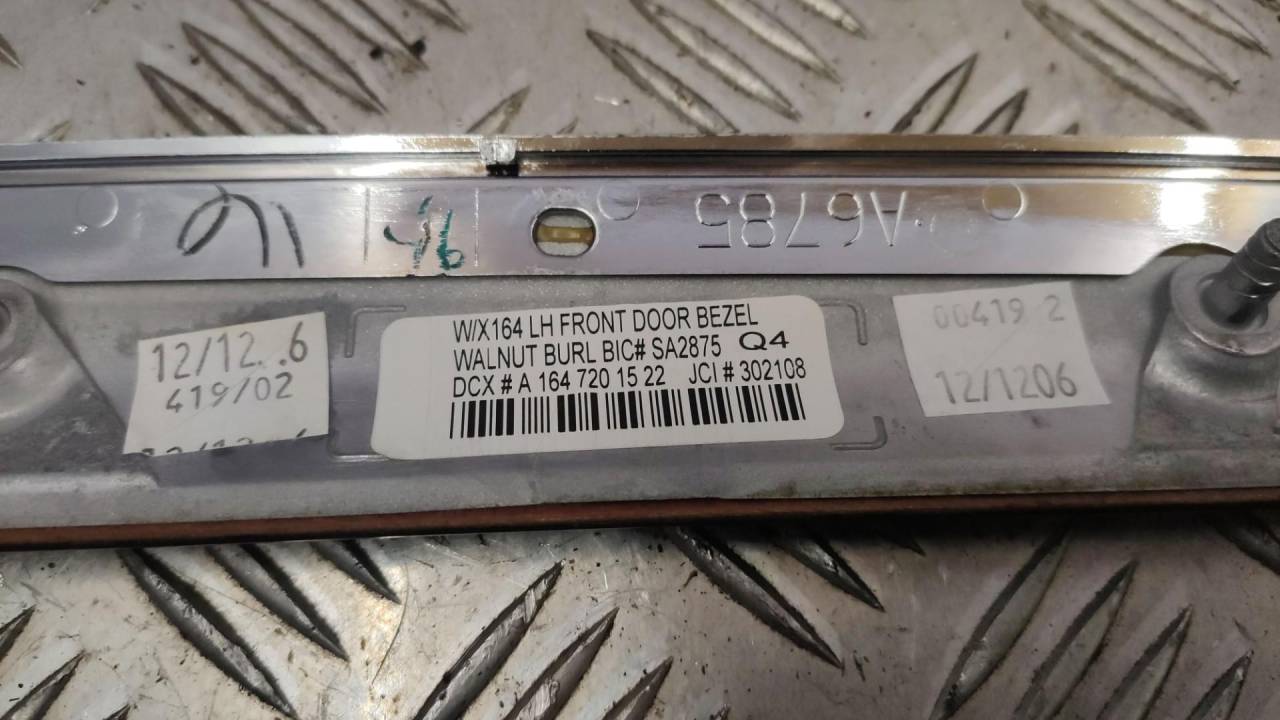 A6785
16
W/X164 LH FRONT DOOR BEZEL
WALNUT BURL BIC# SA2875 Q4
DCX # A 164 720 15 22 JCI # 302108
12/12. .6
419/02
00419 2
12/1206